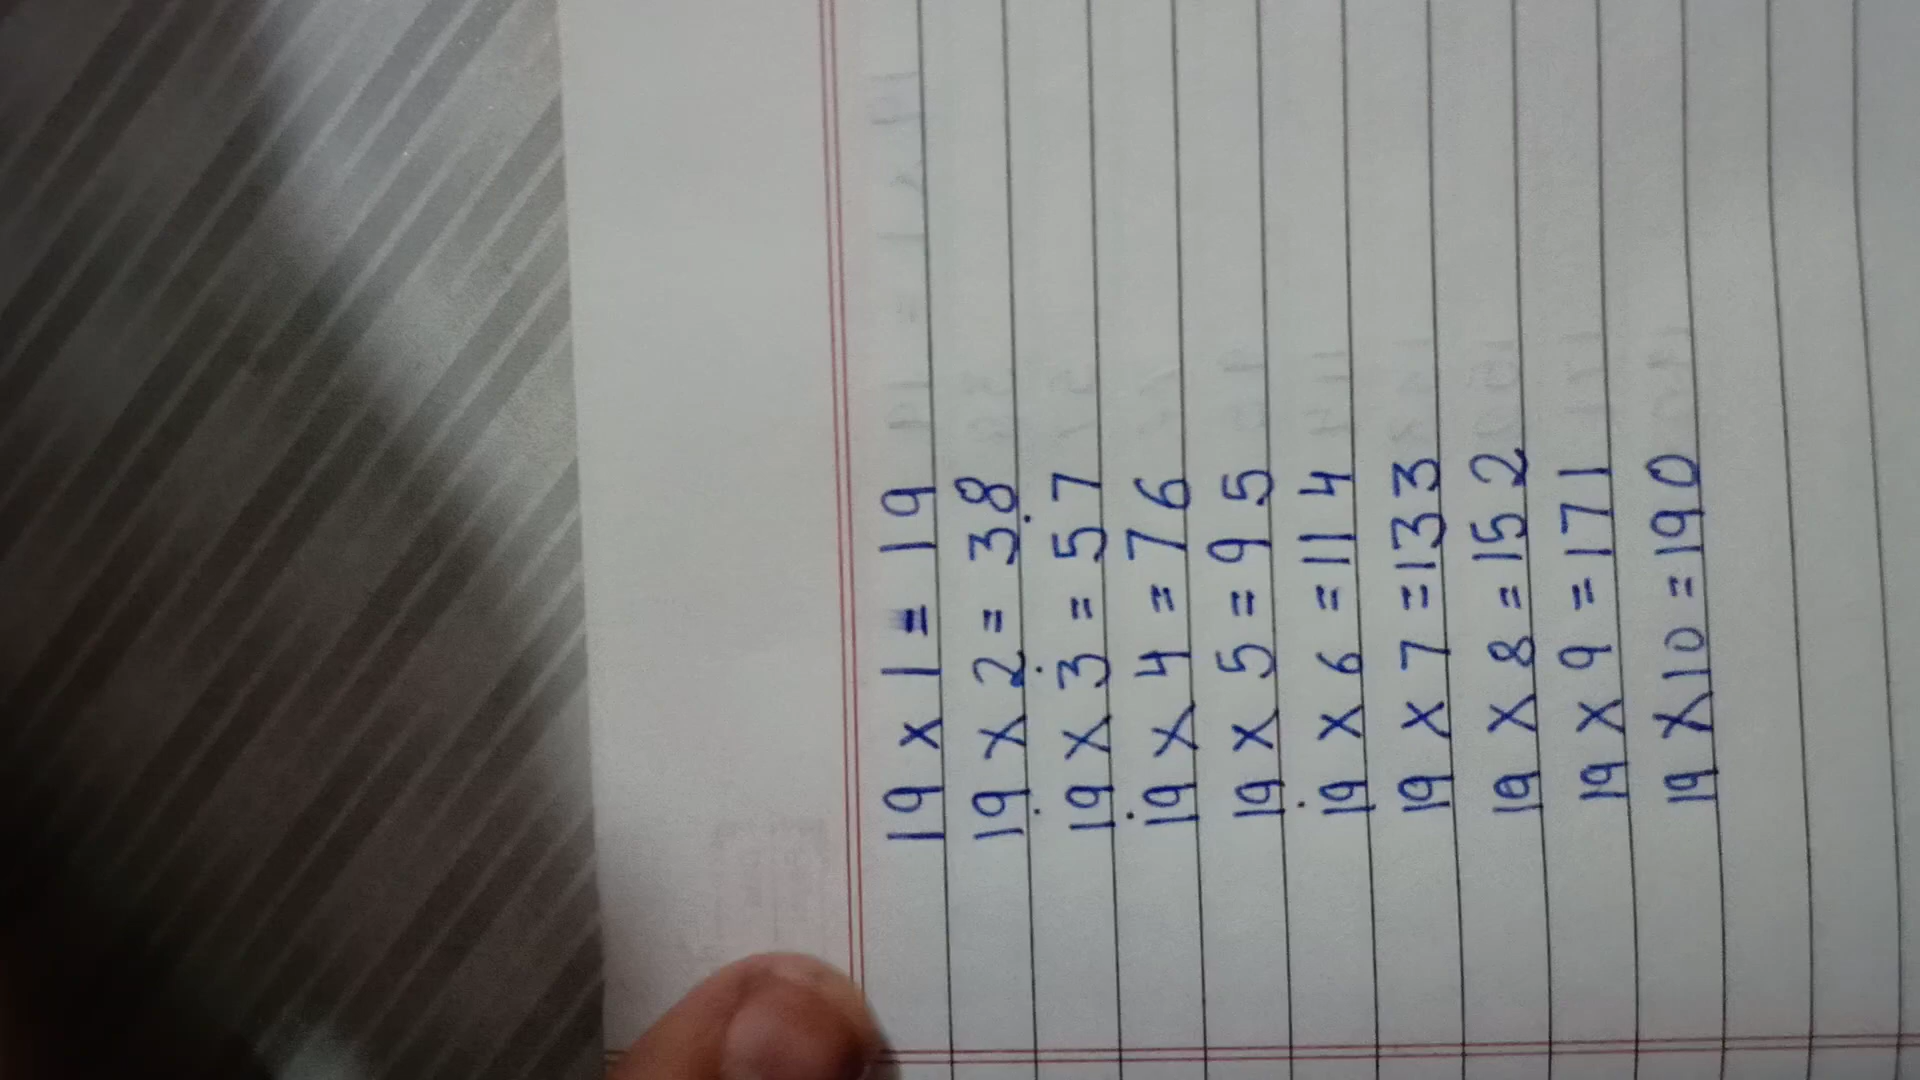 19 x 1 = 19
19 x 2 = 38
19 x 3 = 57
19 x 4 = 76
19 x 5 = 95
19 x 6 = 114
19 x 7 = 133
19 x 8 = 152
19 x 9 = 171
19 x 10 = 190